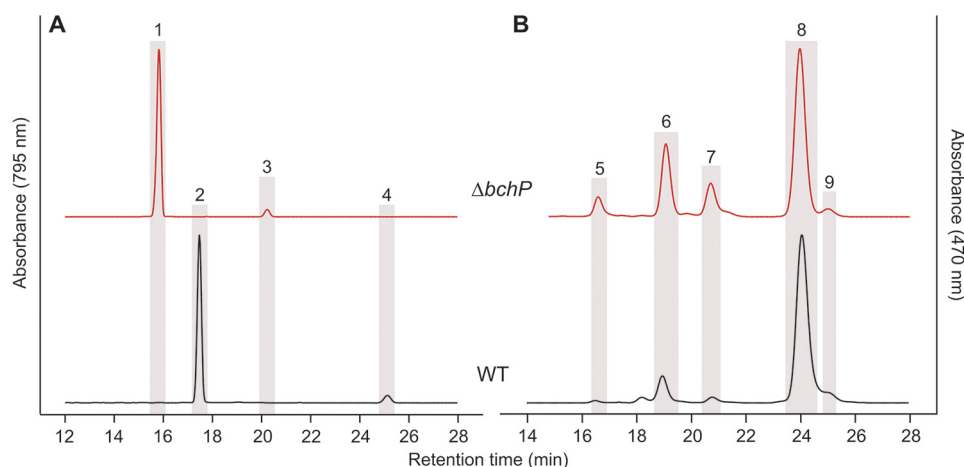 A
B
1
2
3
4
5
6
7
8
9
ΔbchP
WT
Absorbance (795 nm)
Absorbance (470 nm)
12 14 16 18 20 22 24 26 28
14 16 18 20 22 24 26 28
Retention time (min)